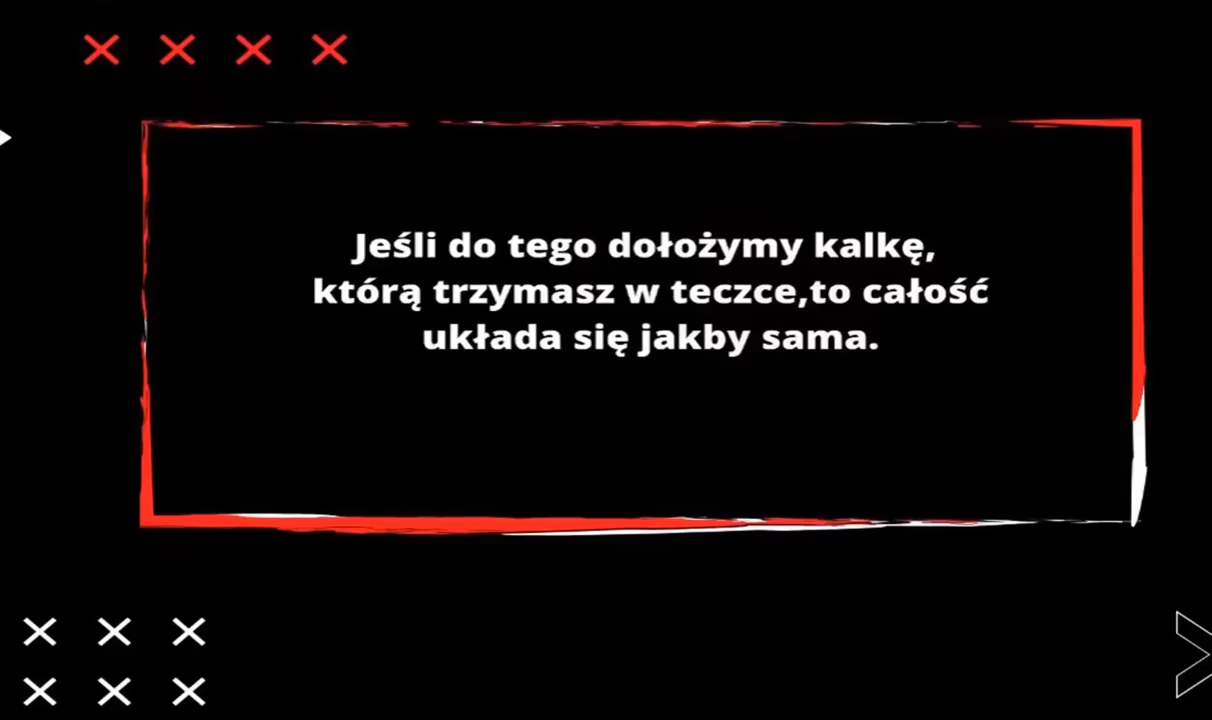 Jeśli do tego dołożymy kalkę,
którą trzymasz w teczce,to całość
układa się jakby sama.